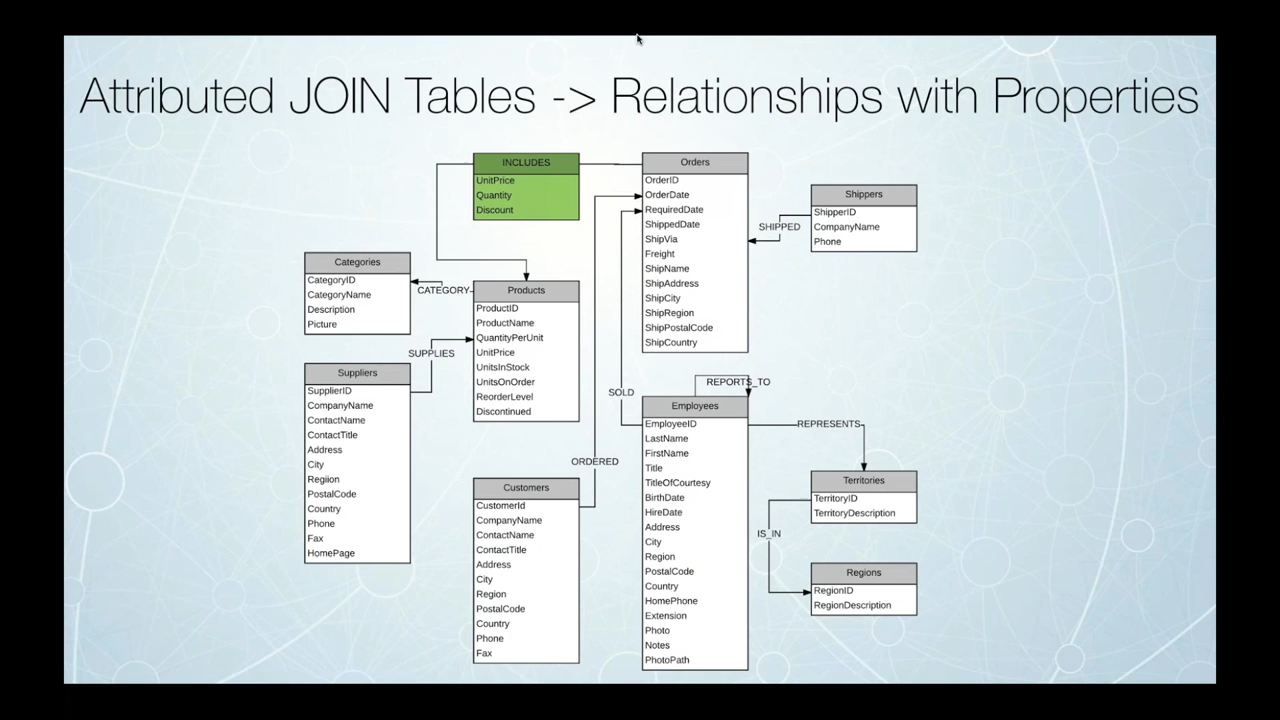 Attributed JOIN Tables -> Relationships with Properties
INCLUDES
UnitPrice
Quantity
Discount
Orders
OrderID
OrderDate
RequiredDate
ShippedDate
ShipVia
Freight
ShipName
ShipAddress
ShipCity
ShipRegion
ShipPostalCode
ShipCountry
Shippers
ShipperID
CompanyName
Phone
SHIPPED
Categories
CategoryID
CategoryName
Description
Picture
CATEGORY
Products
ProductID
ProductName
QuantityPerUnit
UnitPrice
UnitsInStock
UnitsOnOrder
ReorderLevel
Discontinued
SUPPLIES
Suppliers
SupplierID
CompanyName
ContactName
ContactTitle
Address
City
Regiion
PostalCode
Country
Phone
Fax
HomePage
SOLD
ORDERED
Customers
CustomerId
CompanyName
ContactName
ContactTitle
Address
City
Region
PostalCode
Country
Phone
Fax
REPORTS_TO
Employees
EmployeeID
LastName
FirstName
Title
TitleOfCourtesy
BirthDate
HireDate
Address
City
Region
PostalCode
Country
HomePhone
Extension
Photo
Notes
PhotoPath
REPRESENTS
Territories
TerritoryID
TerritoryDescription
IS_IN
Regions
RegionID
RegionDescription